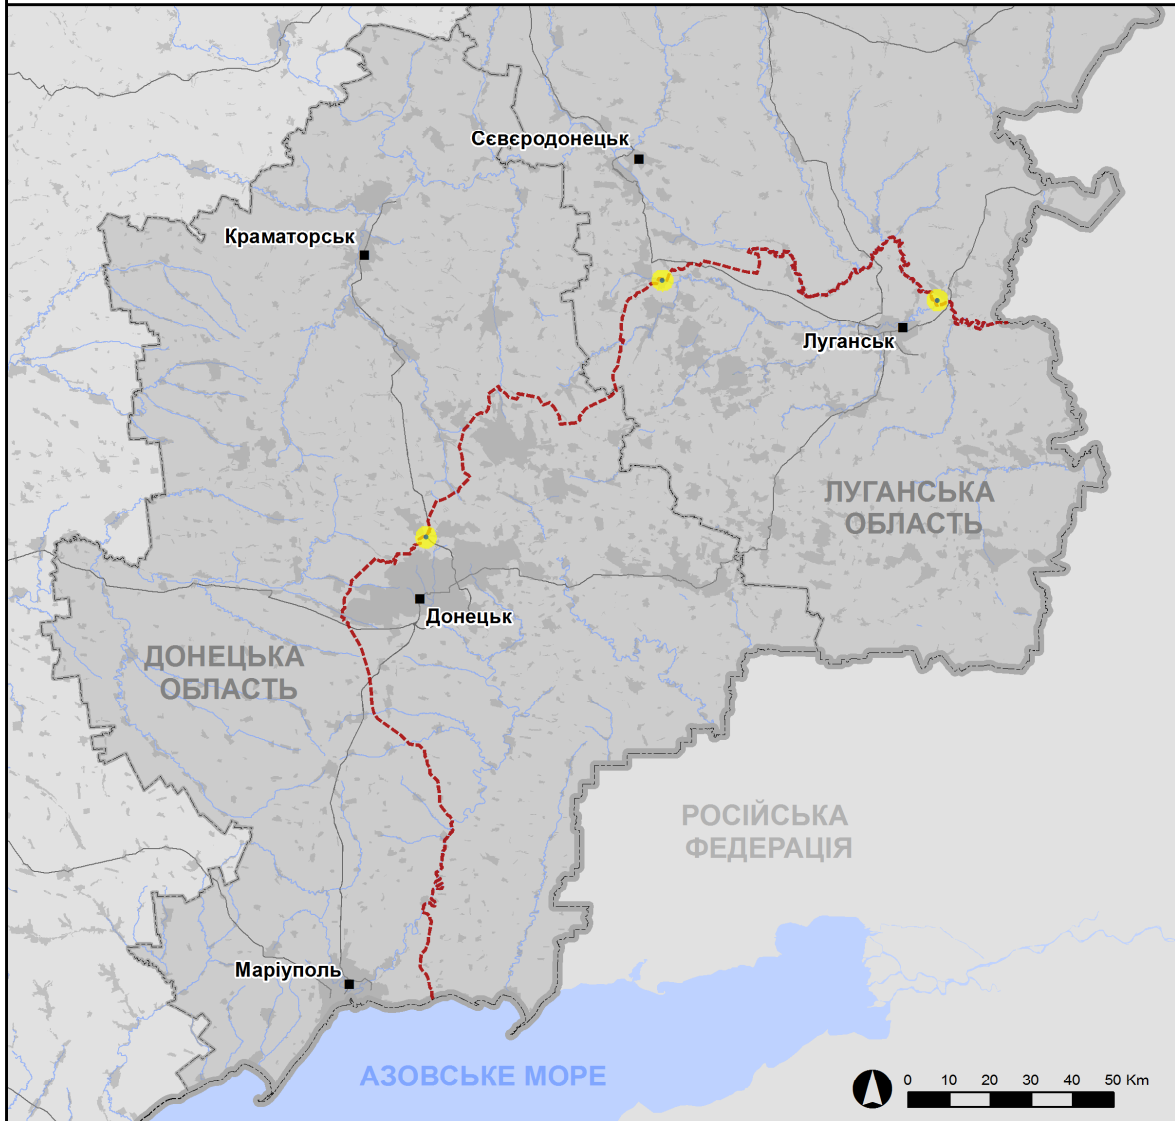 Сєвєродонецьк
Краматорськ
Луганськ
ЛУГАНСЬКА
ОБЛАСТЬ
Донецьк
ДОНЕЦЬКА
ОБЛАСТЬ
РОСІЙСЬКА
ФЕДЕРАЦІЯ
Маріуполь
АЗОВСЬКЕ МОРЕ
0 10 20 30 40 50 Km